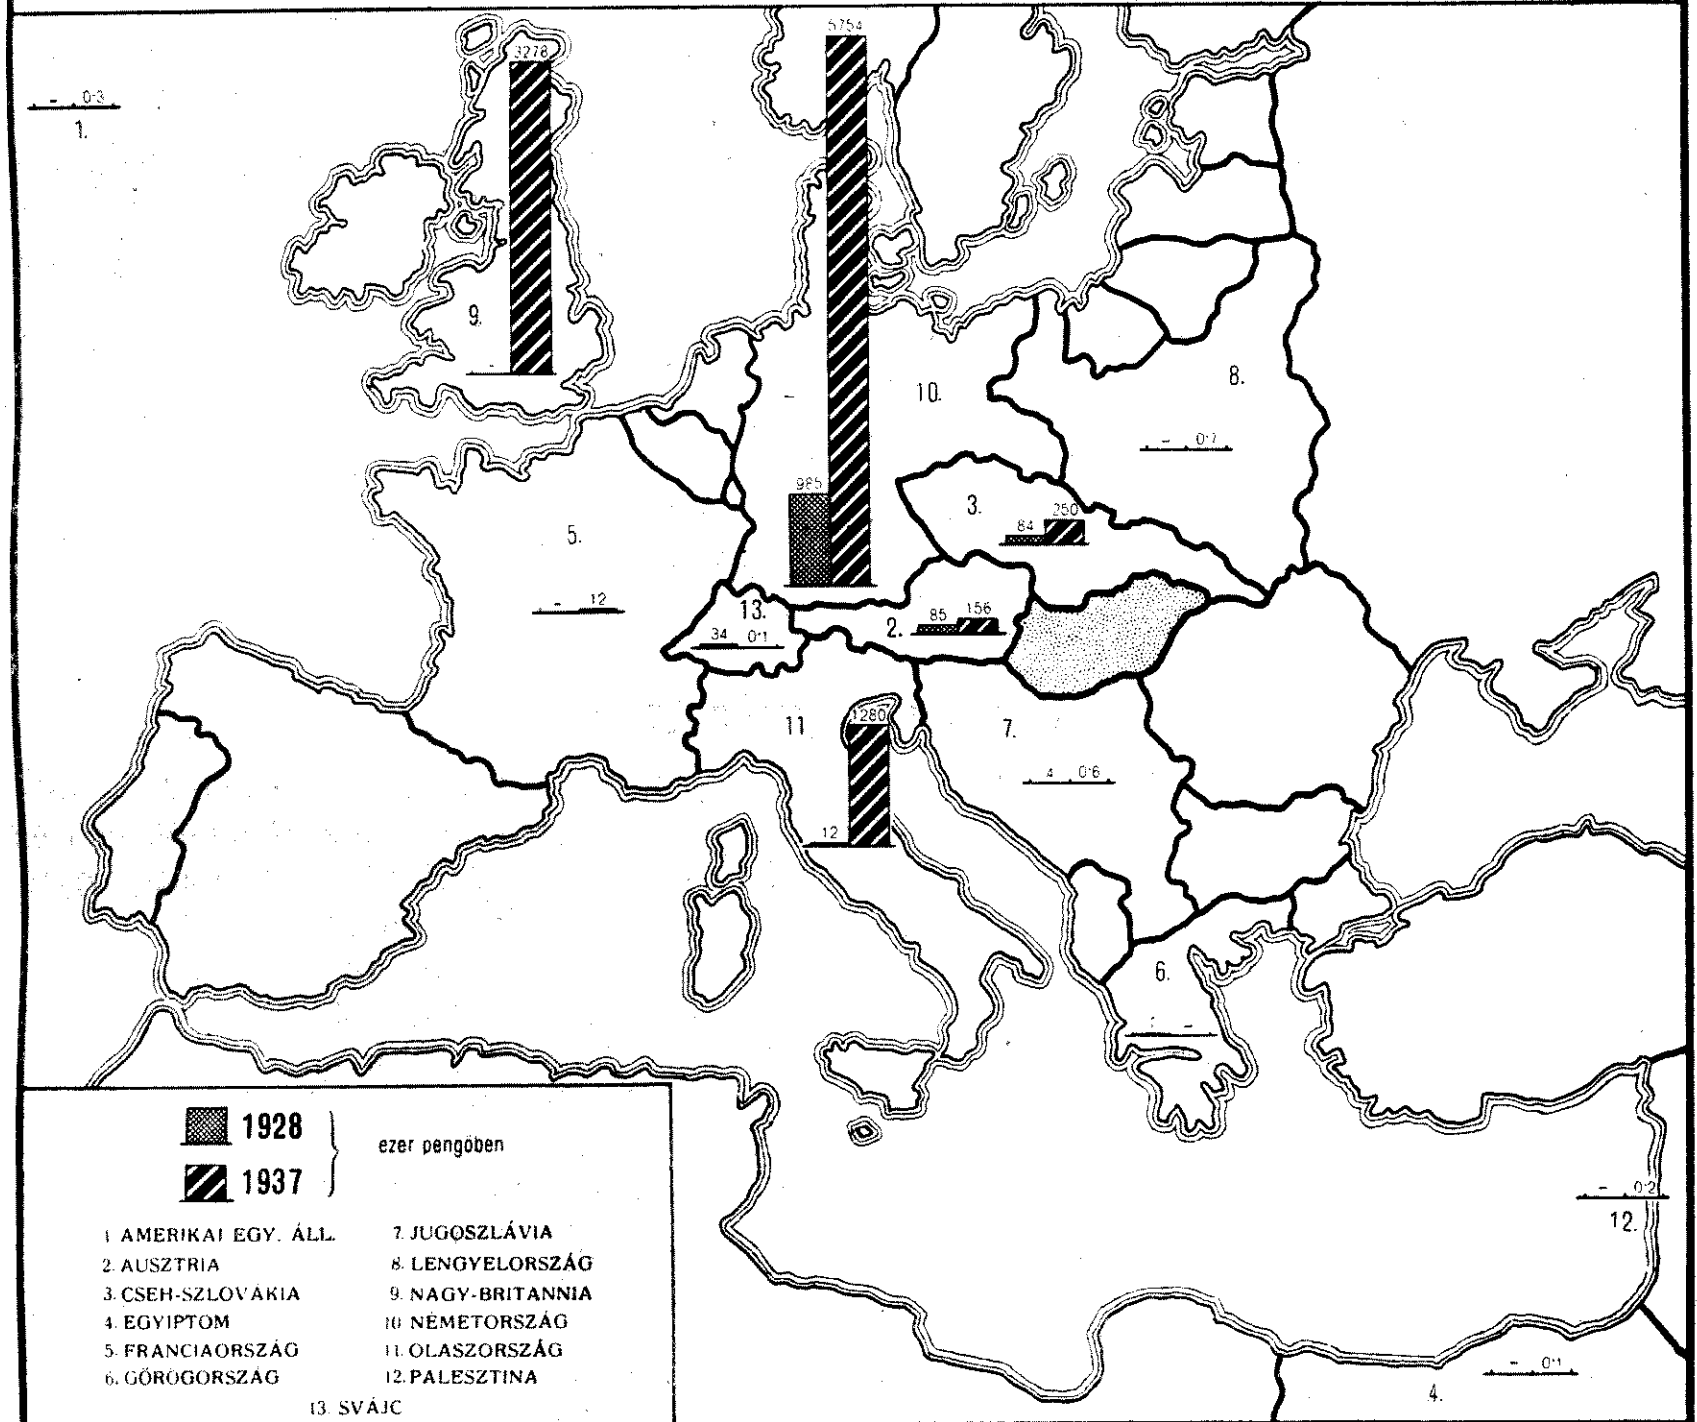 5754
3278
- 0·3
1.
9.
-
10.
8.
- 0·7
985
3.
84 250
5.
- 12
13.
34 0·1
2.
85 156
11
1280
12
7.
4 0·6
6.
-
- 0·2
12.
- 0·1
4.
1928
1937
ezer pengőben
1 AMERIKAI EGY. ÁLL.
2. AUSZTRIA
3. CSEH-SZLOVÁKIA
4. EGYIPTOM
5. FRANCIAORSZÁG
6. GÖRÖGORSZÁG
7. JUGOSZLÁVIA
8. LENGYELORSZÁG
9. NAGY-BRITANNIA
10 NÉMETORSZÁG
11. OLASZORSZÁG
12. PALESZTINA
13. SVÁJC